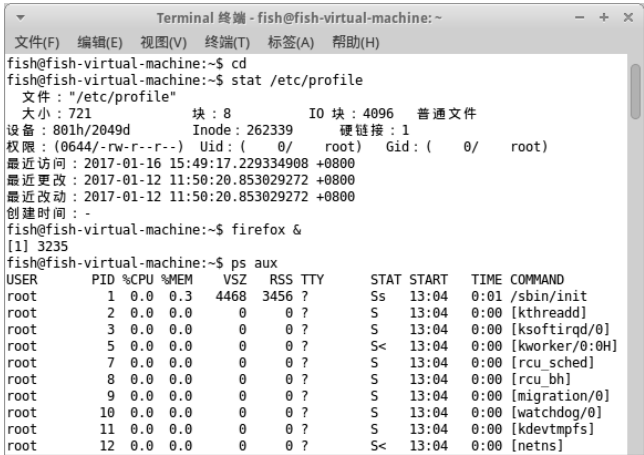 Terminal 终端 - fish@fish-virtual-machine: ~
文件(F) 编辑(E) 视图(V) 终端(T) 标签(A) 帮助(H)
fish@fish-virtual-machine:~$ cd
fish@fish-virtual-machine:~$ stat /etc/profile
文件："/etc/profile"
大小：721 块：8 IO 块：4096 普通文件
设备：801h/2049d Inode：262339 硬链接：1
权限：(0644/-rw-r--r--) Uid：( 0/ root) Gid：( 0/ root)
最近访问：2017-01-16 15:49:17.229334908 +0800
最近更改：2017-01-12 11:50:20.853029272 +0800
最近改动：2017-01-12 11:50:20.853029272 +0800
创建时间：-
fish@fish-virtual-machine:~$ firefox &
[1] 3235
fish@fish-virtual-machine:~$ ps aux
USER PID %CPU %MEM VSZ RSS TTY STAT START TIME COMMAND
root 1 0.0 0.3 4468 3456 ? Ss 13:04 0:01 /sbin/init
root 2 0.0 0.0 0 0 ? S 13:04 0:00 [kthreadd]
root 3 0.0 0.0 0 0 ? S 13:04 0:00 [ksoftirqd/0]
root 5 0.0 0.0 0 0 ? S< 13:04 0:00 [kworker/0:0H]
root 7 0.0 0.0 0 0 ? S 13:04 0:00 [rcu_sched]
root 8 0.0 0.0 0 0 ? S 13:04 0:00 [rcu_bh]
root 9 0.0 0.0 0 0 ? S 13:04 0:00 [migration/0]
root 10 0.0 0.0 0 0 ? S 13:04 0:00 [watchdog/0]
root 11 0.0 0.0 0 0 ? S 13:04 0:00 [kdevtmpfs]
root 12 0.0 0.0 0 0 ? S< 13:04 0:00 [netns]